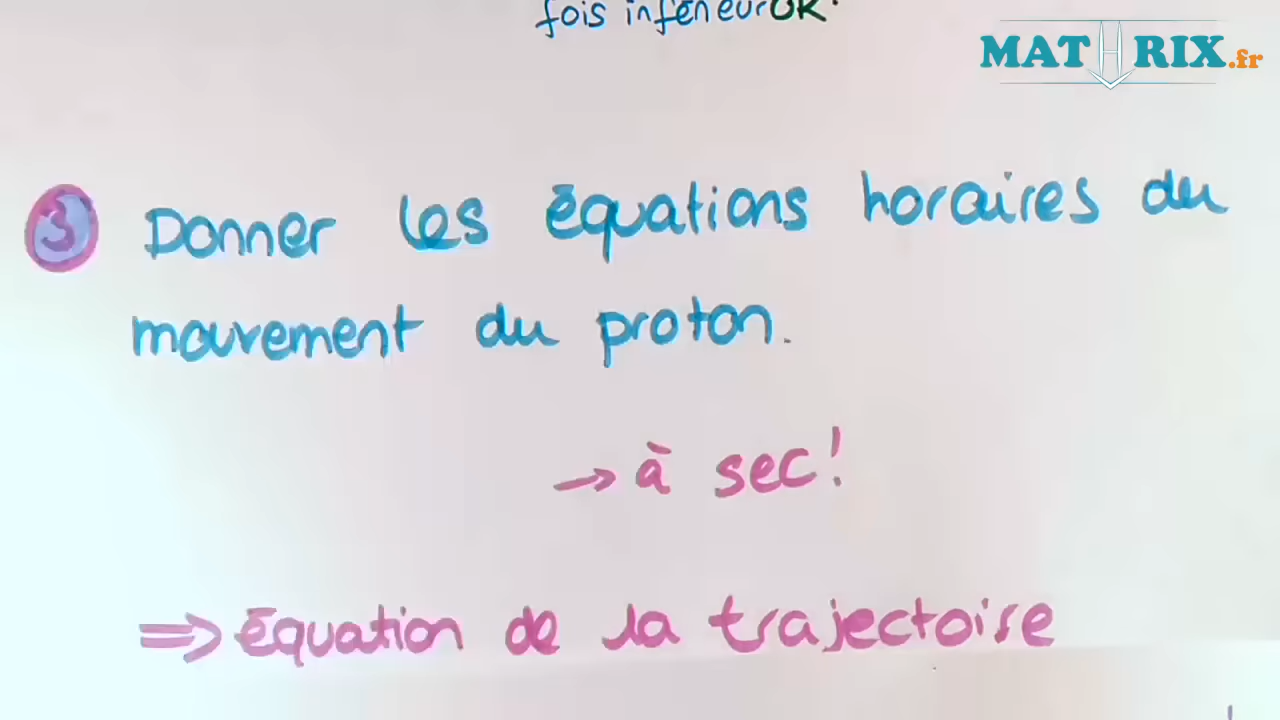 fois inférieur OK.
MATHRIX.fr
3 Donner les équations horaires du
mouvement du proton.
→ à sec!
⇒ équation de la trajectoire